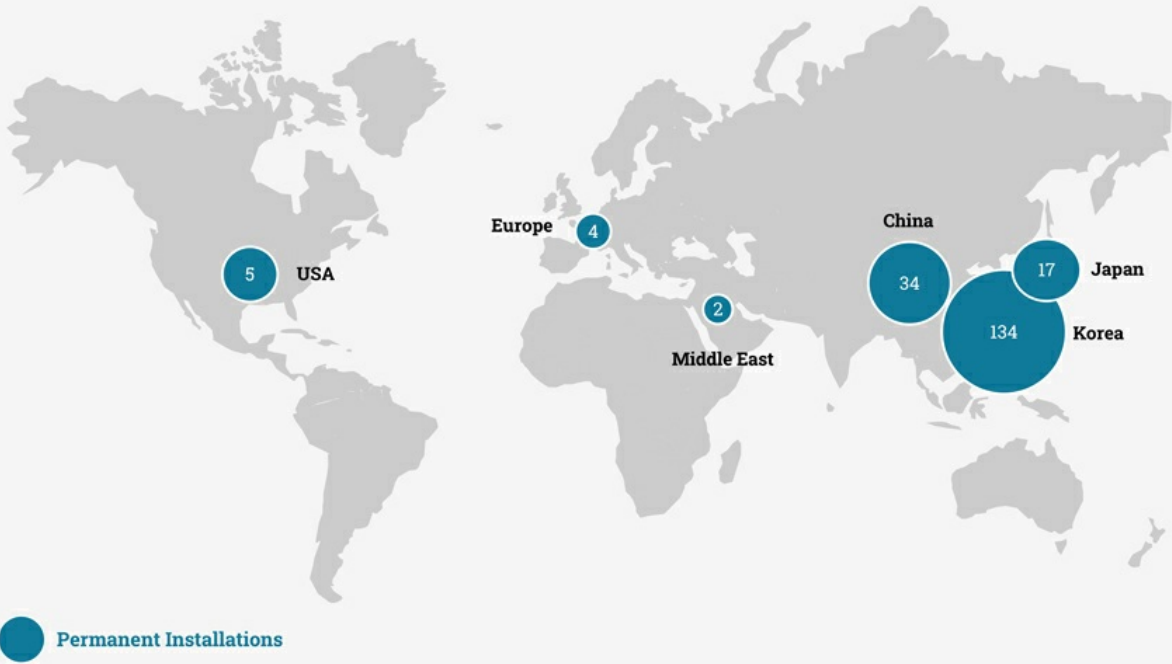 China
Europe
4
5
USA
34
17
Japan
2
134
Korea
Middle East
Permanent Installations